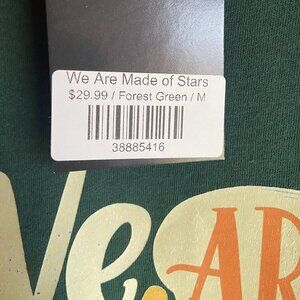 We Are Made of Stars
$29.99 / Forest Green / M
38885416
We
AR